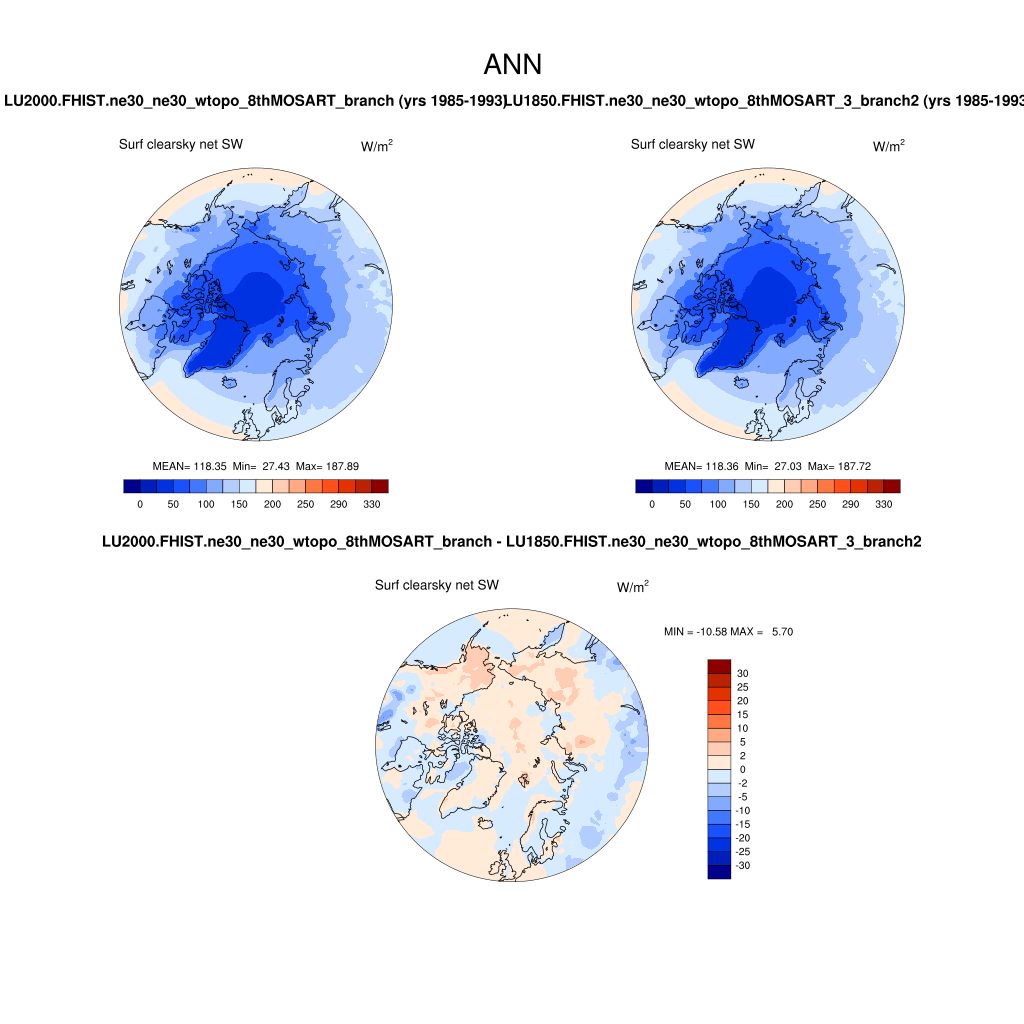 ANN
LU2000.FHIST.ne30_ne30_wtopo_8thMOSART_branch (yrs 1985-1993)
LU1850.FHIST.ne30_ne30_wtopo_8thMOSART_3_branch2 (yrs 1985-1993
Surf clearsky net SW W/m2
Surf clearsky net SW W/m2
MEAN= 118.35 Min= 27.43 Max= 187.89
MEAN= 118.36 Min= 27.03 Max= 187.72
0 50 100 150 200 250 290 330
0 50 100 150 200 250 290 330
LU2000.FHIST.ne30_ne30_wtopo_8thMOSART_branch - LU1850.FHIST.ne30_ne30_wtopo_8thMOSART_3_branch2
Surf clearsky net SW W/m2
MIN = -10.58 MAX = 5.70
30
25
20
15
10
5
2
0
-2
-5
-10
-15
-20
-25
-30